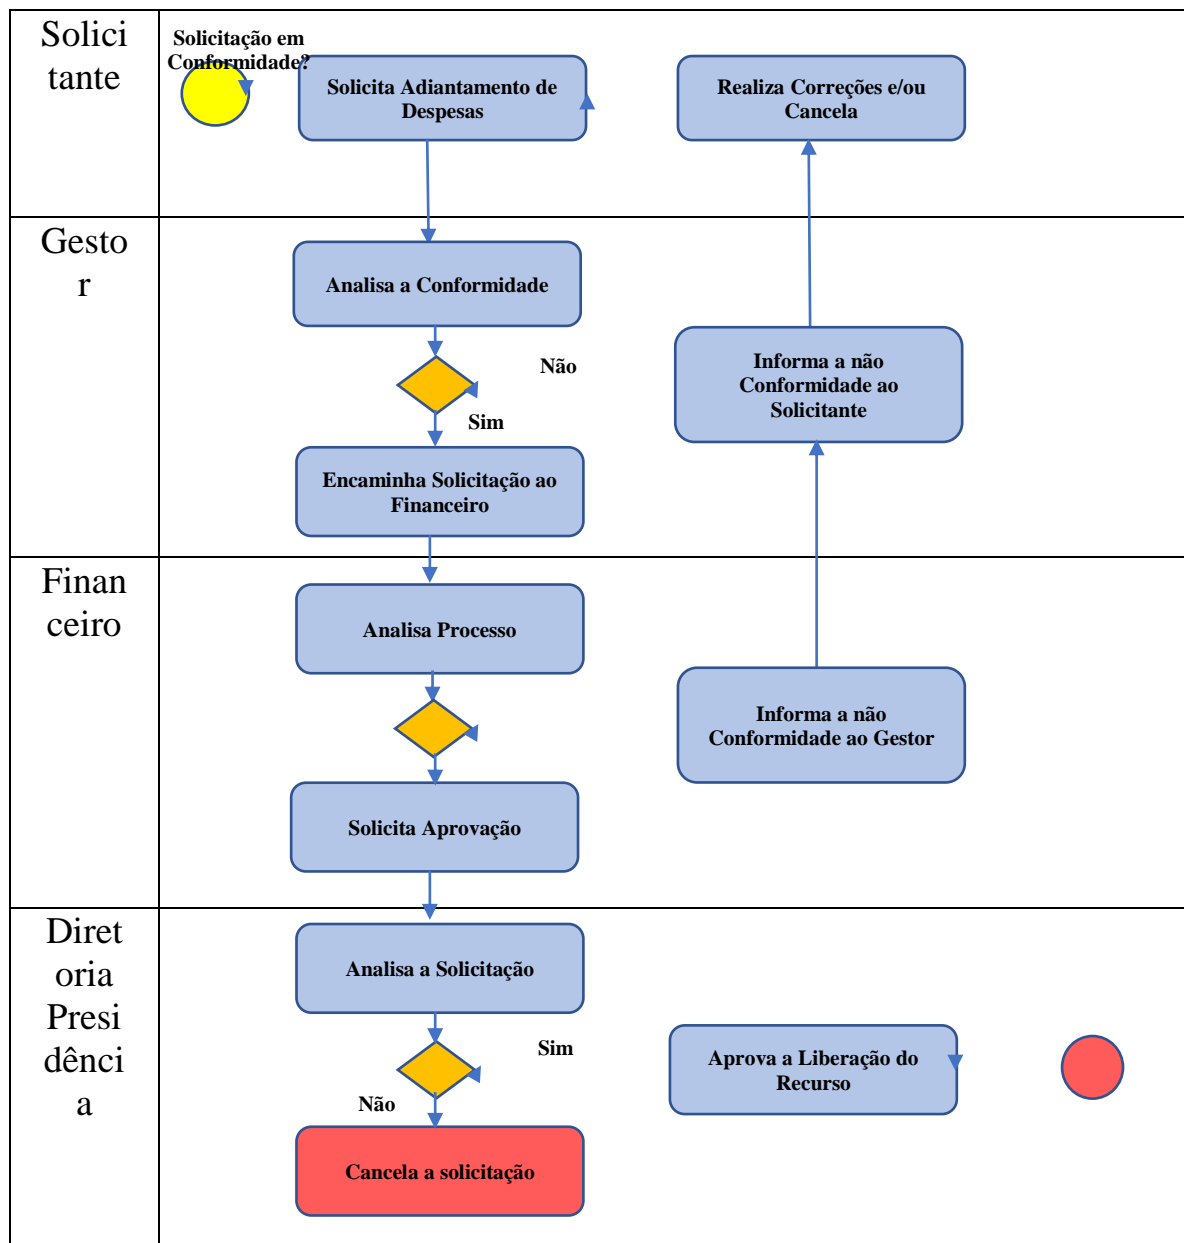 Solici
tante
Solicitação em
Conformidade?
Solicita Adiantamento de
Despesas
Realiza Correções e/ou
Cancela
Gesto
r
Analisa a Conformidade
Não
Sim
Informa a não
Conformidade ao
Solicitante
Encaminha Solicitação ao
Financeiro
Finan
ceiro
Analisa Processo
Informa a não
Conformidade ao Gestor
Solicita Aprovação
Diret
oria
Presi
dênci
a
Analisa a Solicitação
Sim
Aprova a Liberação do
Recurso
Não
Cancela a solicitação